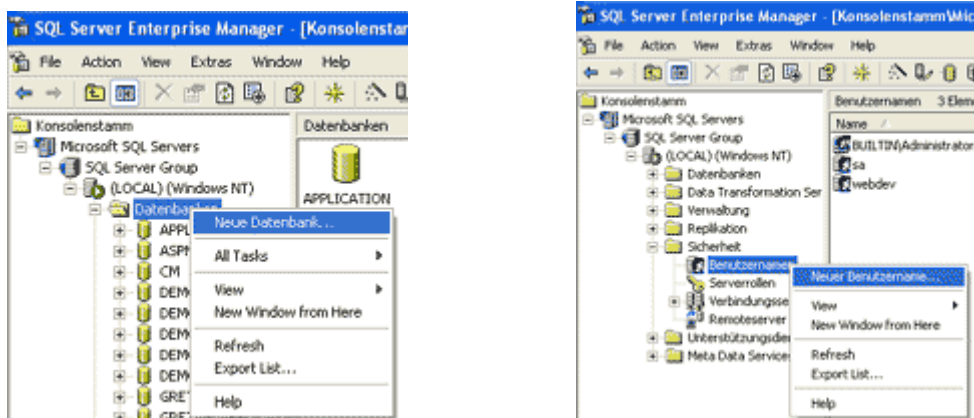 SQL Server Enterprise Manager - [Konsolenstar
File Action View Extras Window Help
Konsolenstamm
Microsoft SQL Servers
SQL Server Group
(LOCAL) (Windows NT)
Datenbanken
APPL
ASPN
CM
DEM
DEM
DEM
DEM
DEM
GRE
GRE
Datenbanken
APPLICATION
Neue Datenbank...
All Tasks
View
New Window from Here
Refresh
Export List...
Help
SQL Server Enterprise Manager - [Konsolenstamm\Mic
File Action View Extras Window Help
Konsolenstamm
Microsoft SQL Servers
SQL Server Group
(LOCAL) (Windows NT)
Datenbanken
Data Transformation Ser
Verwaltung
Replikation
Sicherheit
Benutzernamen
Serverrollen
Verbindungsse
Remoteserver
Unterstützungsdien
Meta Data Services
Benutzernamen 3 Elem
Name
BUILTIN\Administrator
sa
webdev
Neuer Benutzername...
View
New Window from Here
Refresh
Export List...
Help